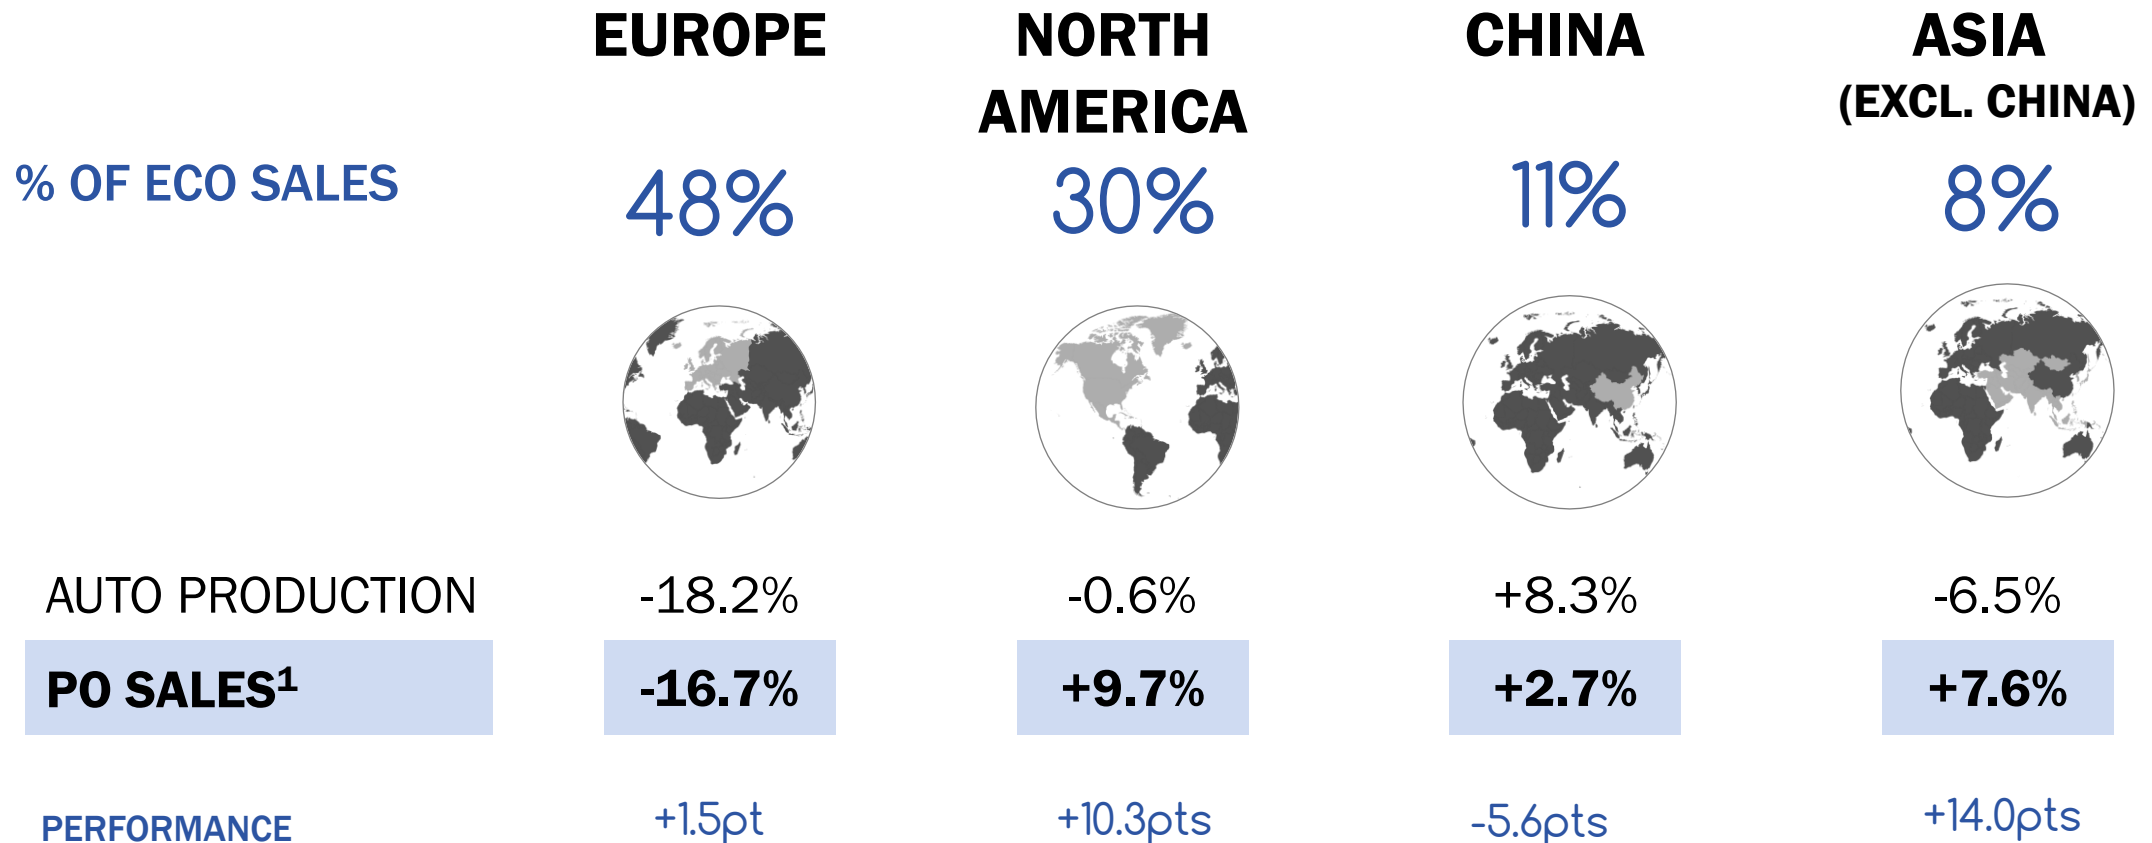 EUROPE NORTH AMERICA CHINA ASIA (EXCL. CHINA)
% OF ECO SALES 48% 30% 11% 8%
AUTO PRODUCTION -18.2% -0.6% +8.3% -6.5%
PO SALES¹ -16.7% +9.7% +2.7% +7.6%
PERFORMANCE +1.5pt +10.3pts -5.6pts +14.0pts